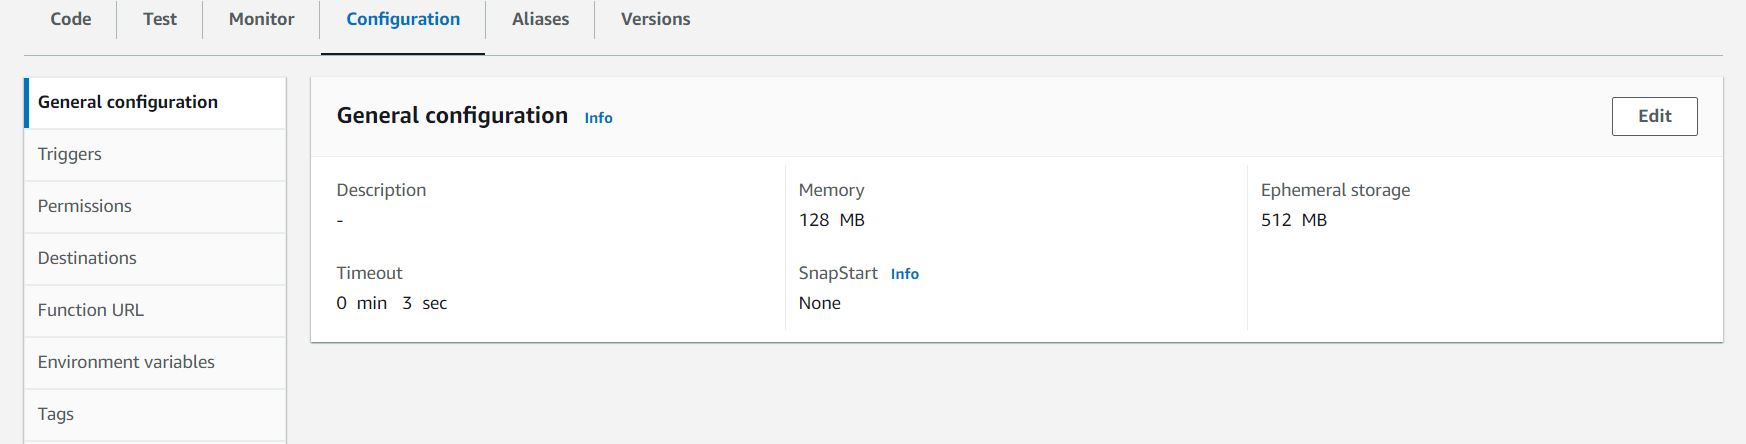 Code Test Monitor Configuration Aliases Versions
General configuration
Triggers
Permissions
Destinations
Function URL
Environment variables
Tags
General configuration Info
Edit
Description
-
Memory
128 MB
Ephemeral storage
512 MB
Timeout
0 min 3 sec
SnapStart Info
None